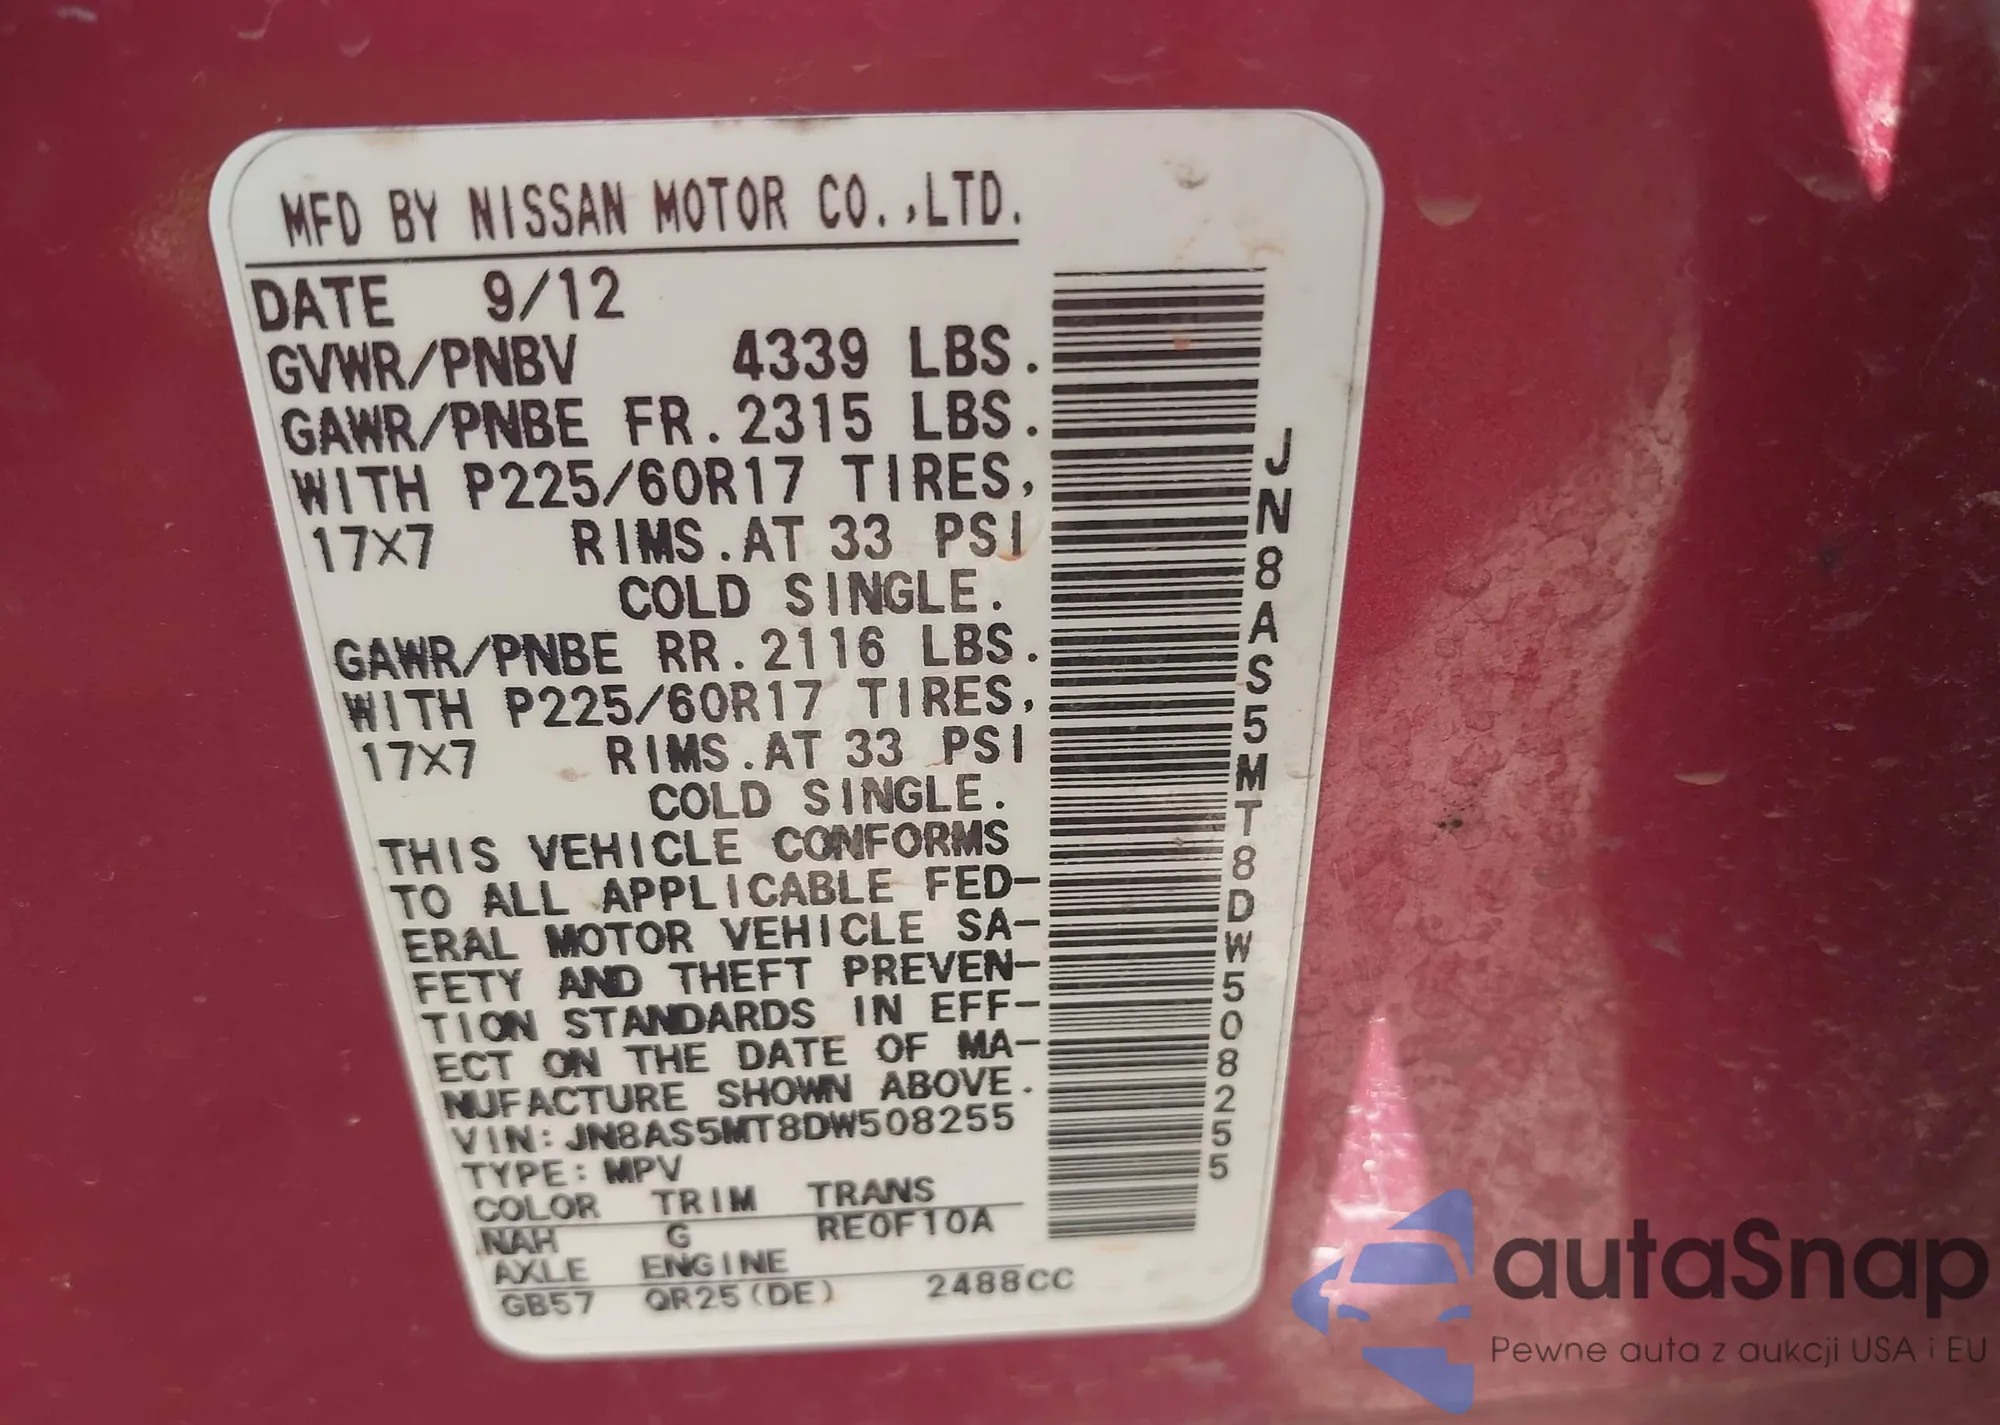 MFD BY NISSAN MOTOR CO.,LTD.
DATE 9/12
GVWR/PNBV 4339 LBS.
GAWR/PNBE FR.2315 LBS.
WITH P225/60R17 TIRES,
17X7 RIMS.AT 33 PSI
COLD SINGLE.
GAWR/PNBE RR.2116 LBS.
WITH P225/60R17 TIRES,
17X7 RIMS.AT 33 PSI
COLD SINGLE.
THIS VEHICLE CONFORMS
TO ALL APPLICABLE FED-
ERAL MOTOR VEHICLE SA-
FETY AND THEFT PREVEN-
TION STANDARDS IN EFF-
ECT ON THE DATE OF MA-
NUFACTURE SHOWN ABOVE.
VIN: JN8AS5MT8DW508255
TYPE: MPV
COLOR TRIM TRANS
NAH G RE0F10A
AXLE ENGINE
GB57 QR25(DE) 2488CC
JN8AS5MT8DW508255
autaSnap
Pewne auta z aukcji USA i EU